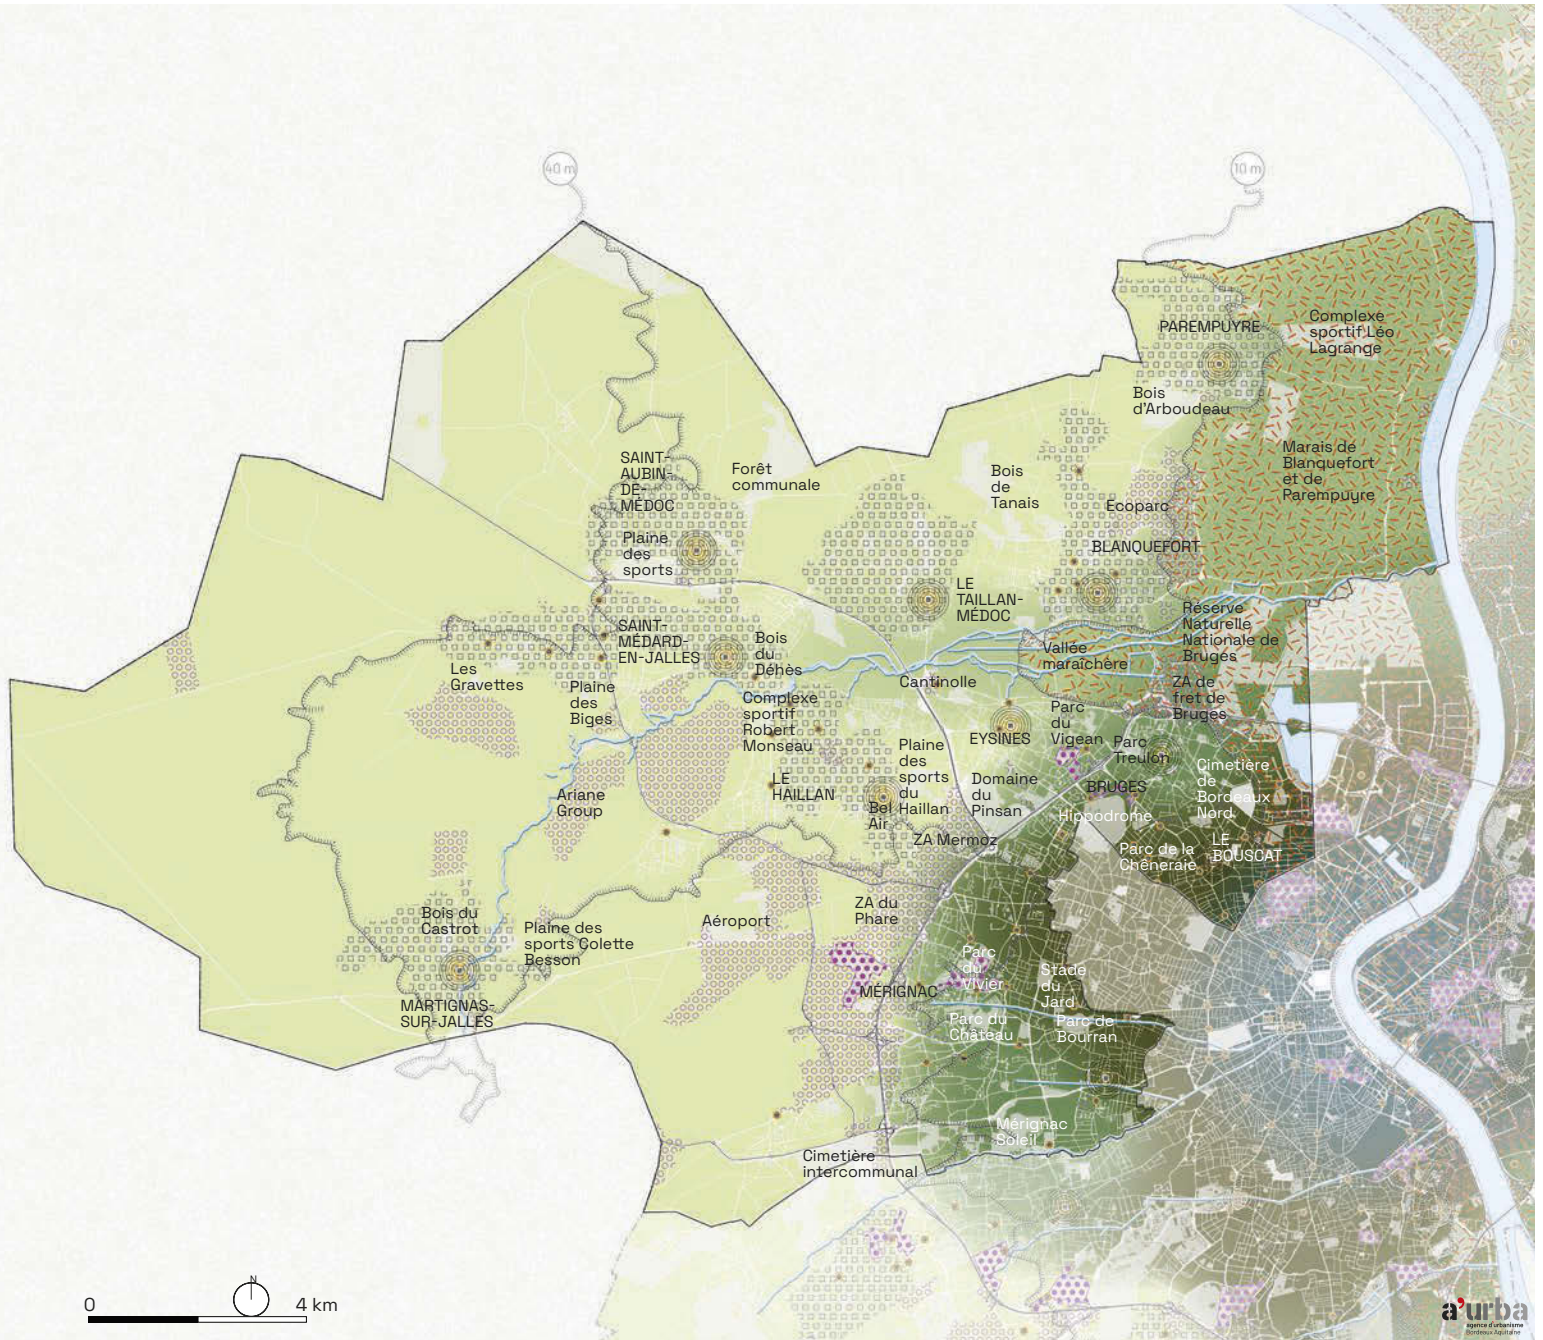 40 m
10 m
PAREMPUYRE
Complexe
sportif Léo
Lagrange
Bois
d'Arboudeau
Marais de
Blanquefort
et de
Parempuyre
SAINT-
AUBIN-
DE-
MÉDOC
Forêt
communale
Bois
de
Tanais
Ecoparc
Plaine
des
sports
BLANQUEFORT
LE
TAILLAN-
MÉDOC
Réserve
Naturelle
Nationale de
Bruges
SAINT-
MÉDARD-
EN-JALLES
Bois
du
Déhès
Vallée
maraîchère
Les
Gravettes
Plaine
des
Biges
Cantinolle
ZA de
fret de
Bruges
Complexe
sportif
Robert
Monseau
Parc
du
Vigean
EYSINES
Parc
Treulon
Plaine
des
sports
du
Haillan
Cimetière
de
Bordeaux
Nord
LE
HAILLAN
Domaine
du
Pinsan
BRUGES
Ariane
Group
Bel
Air
Hippodrome
ZA Mermoz
Parc de la
Chêneraie
LE
BOUSCAT
Bois du
Castrot
Plaine des
sports Colette
Besson
Aéroport
ZA du
Phare
Parc
du
Vivier
Stade
du
Jard
MÉRIGNAC
MARTIGNAS-
SUR-JALLES
Parc du
Château
Parc de
Bourran
Mérignac
Soleil
Cimetière
intercommunal
N
0 4 km
a'urba
agence d'urbanisme
Bordeaux Aquitaine